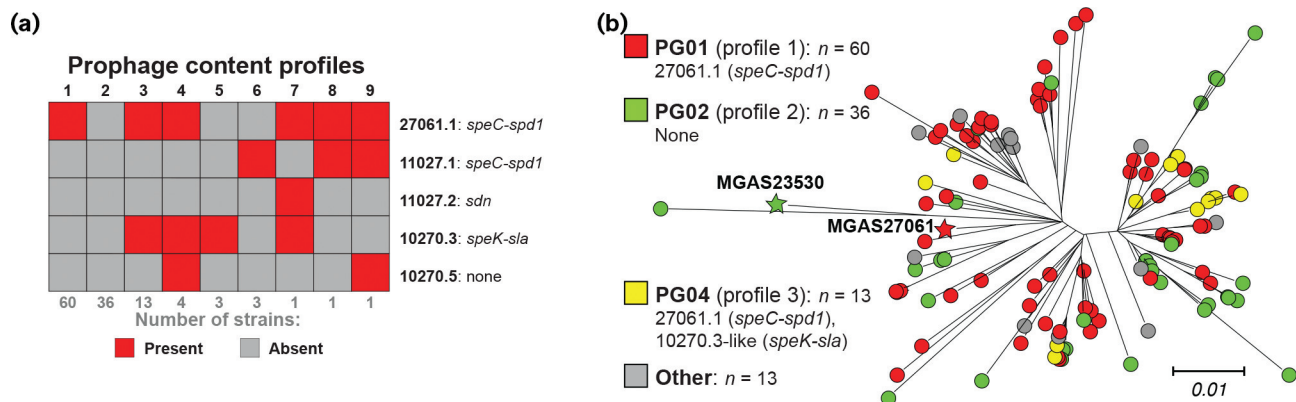 (a)
Prophage content profiles
1 2 3 4 5 6 7 8 9
27061.1: speC-spd1
11027.1: speC-spd1
11027.2: sdn
10270.3: speK-sla
10270.5: none
60 36 13 4 3 3 1 1 1
Number of strains:
Present Absent
(b)
PG01 (profile 1): n = 60
27061.1 (speC-spd1)
PG02 (profile 2): n = 36
None
MGAS23530
MGAS27061
PG04 (profile 3): n = 13
27061.1 (speC-spd1),
10270.3-like (speK-sla)
Other: n = 13
0.01